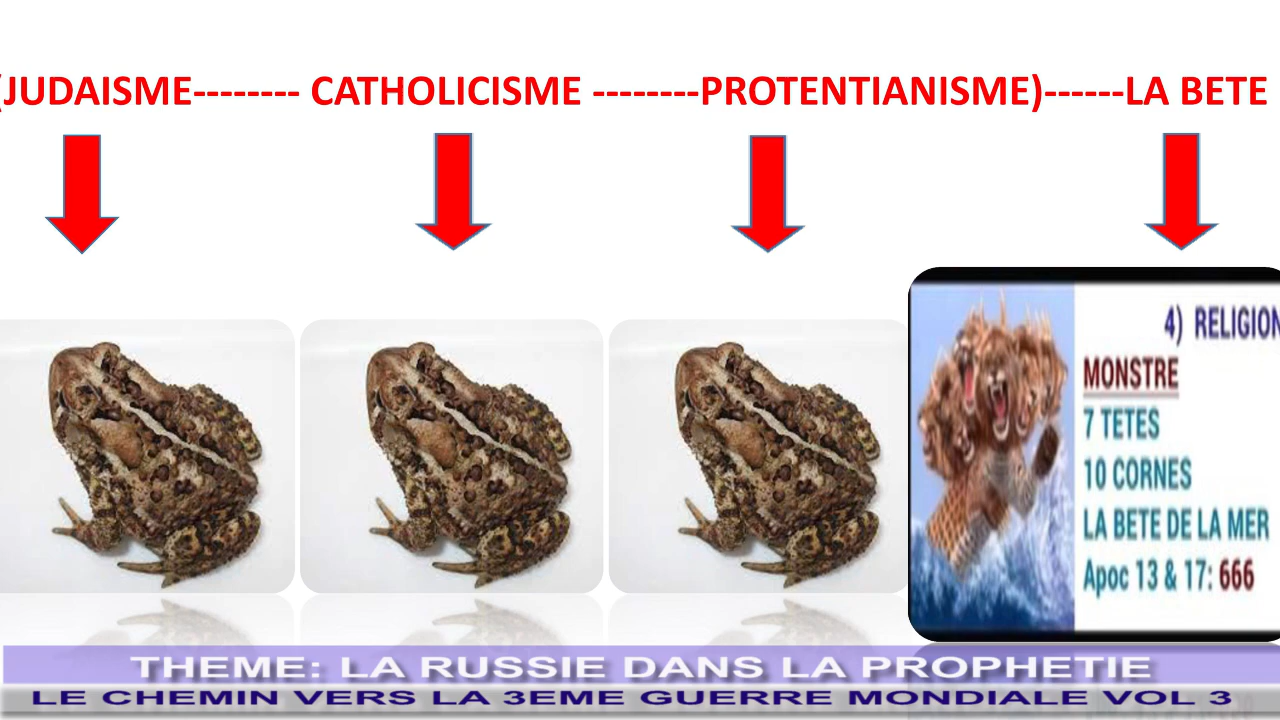 (JUDAISME-------- CATHOLICISME --------PROTENTIANISME)------LA BETE
4) RELIGION
MONSTRE
7 TETES
10 CORNES
LA BETE DE LA MER
Apoc 13 & 17: 666
THEME: LA RUSSIE DANS LA PROPHETIE
LE CHEMIN VERS LA 3EME GUERRE MONDIALE VOL 3